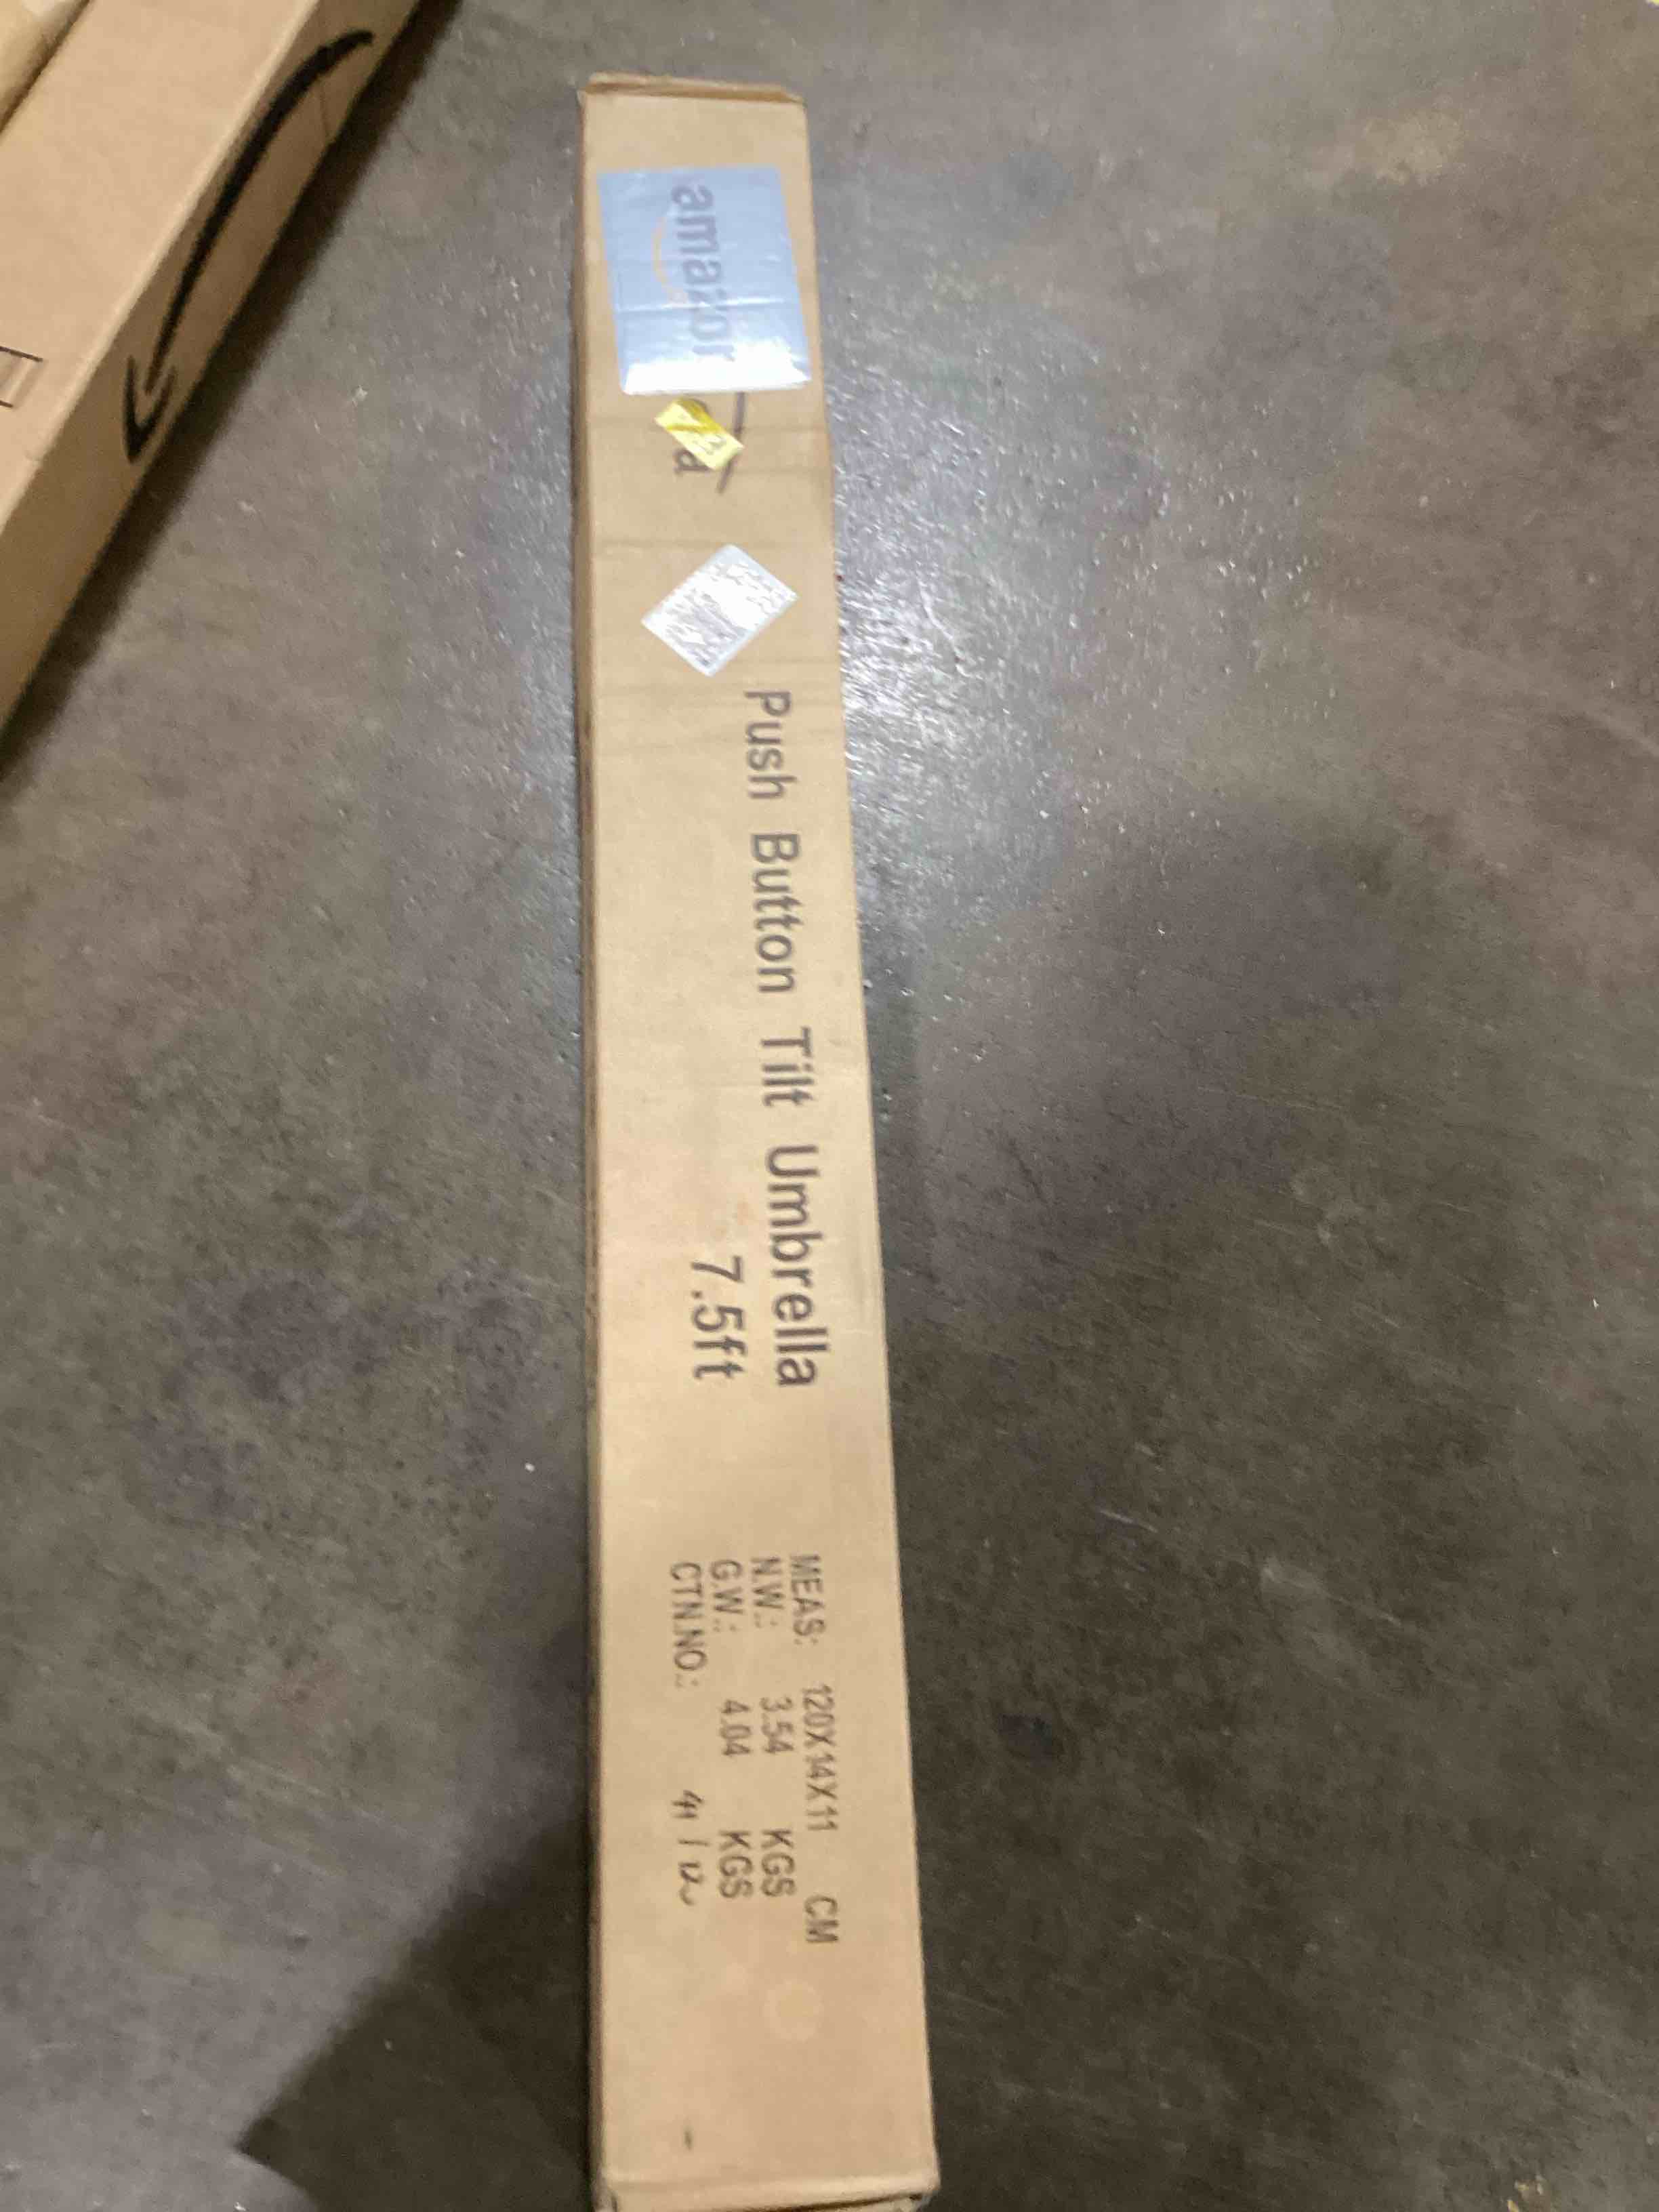 amazon
a
Push Button Tilt Umbrella
7.5ft
MEAS: 120X14X11 CM
N.W.: 3.54 KGS
G.W.: 4.04 KGS
CTN.NO.: